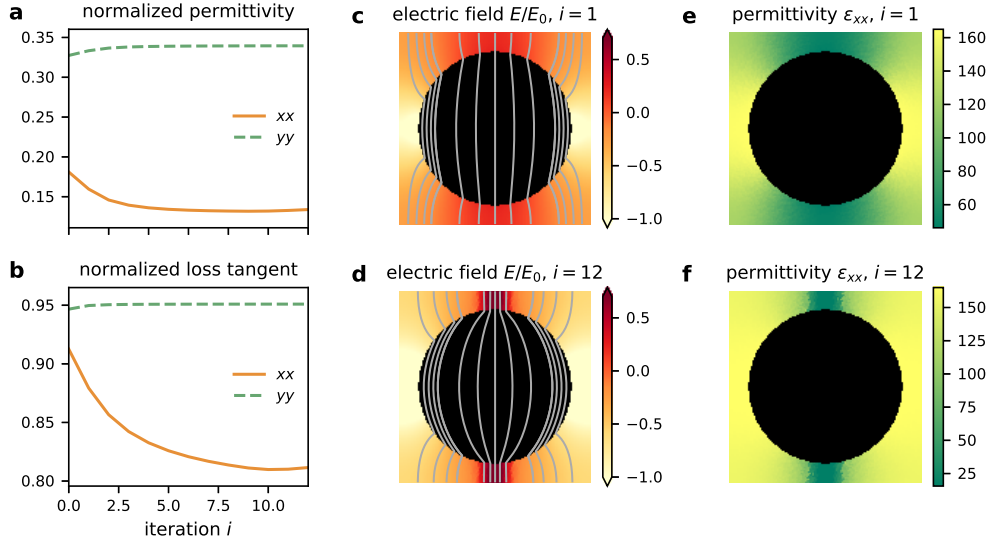 a
normalized permittivity
0.35
0.30
0.25
0.20
0.15
xx
yy
b
normalized loss tangent
0.95
0.90
0.85
0.80
xx
yy
0.0 2.5 5.0 7.5 10.0
iteration i
c
electric field E/E₀, i = 1
0.5
0.0
−0.5
−1.0
d
electric field E/E₀, i = 12
0.5
0.0
−0.5
−1.0
e
permittivity εₓₓ, i = 1
160
140
120
100
80
60
f
permittivity εₓₓ, i = 12
150
125
100
75
50
25